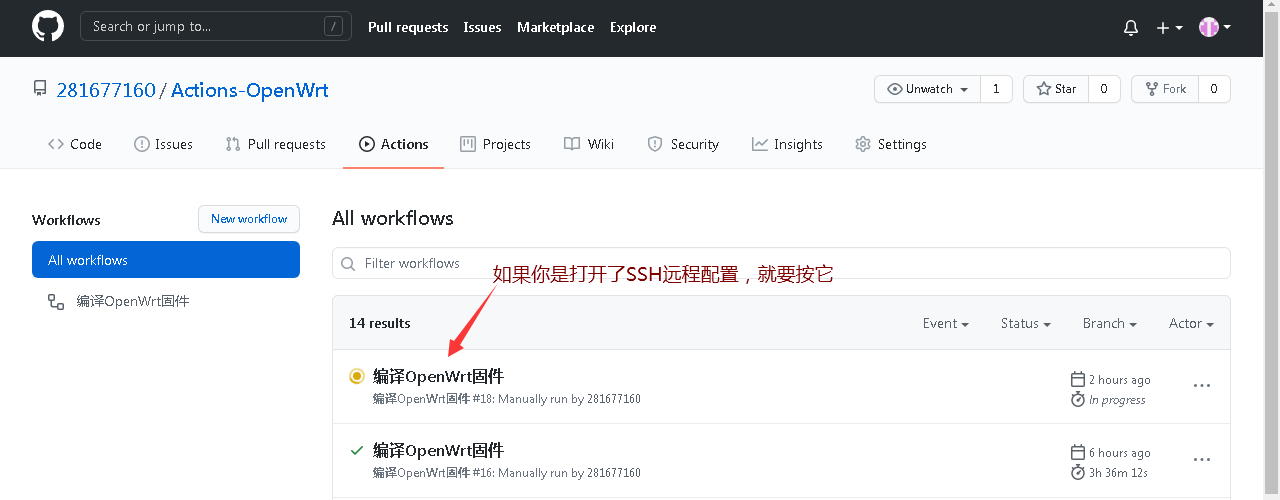 Search or jump to...
/
Pull requests
Issues
Marketplace
Explore
281677160 / Actions-OpenWrt
Unwatch
1
Star
0
Fork
0
Code
Issues
Pull requests
Actions
Projects
Wiki
Security
Insights
Settings
Workflows
New workflow
All workflows
编译OpenWrt固件
All workflows
Filter workflows
如果你是打开了SSH远程配置，就要按它
14 results
Event
Status
Branch
Actor
编译OpenWrt固件
编译OpenWrt固件 #18: Manually run by 281677160
2 hours ago
In progress
编译OpenWrt固件
编译OpenWrt固件 #16: Manually run by 281677160
6 hours ago
3h 36m 12s